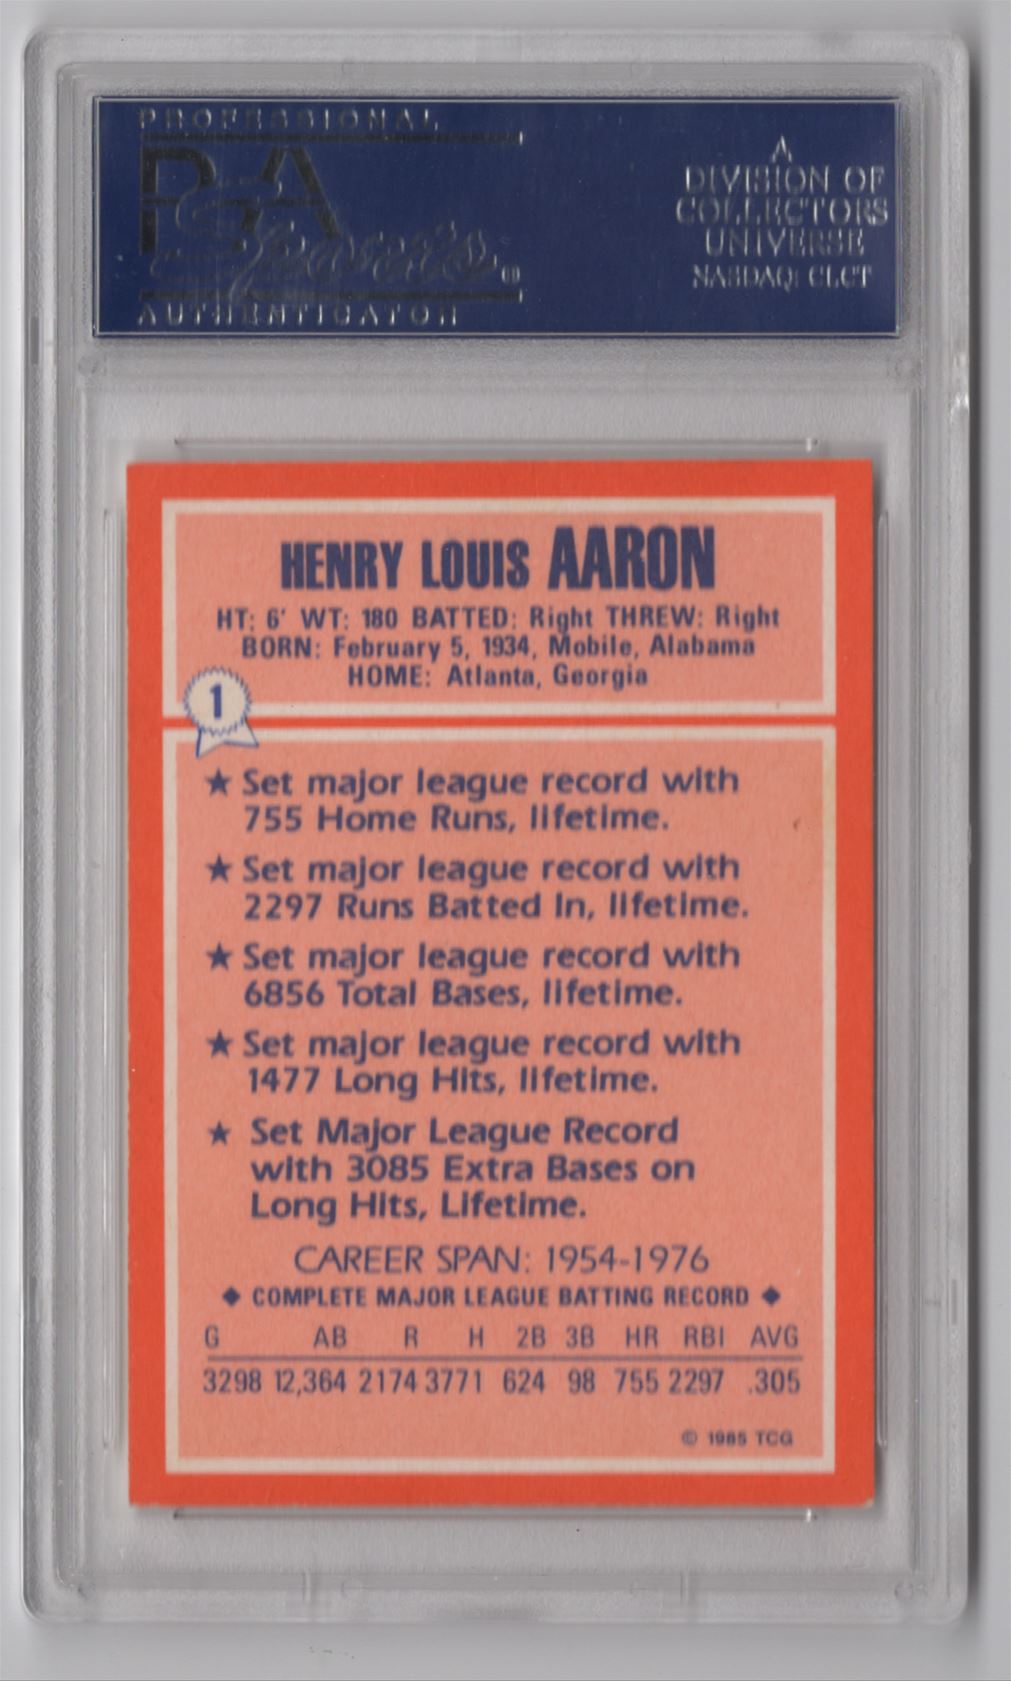 PROFESSIONAL
PSA
Sports
AUTHENTICATOR
A
DIVISION OF
COLLECTORS
UNIVERSE
NASDAQ: CLCT
HENRY LOUIS AARON
HT: 6' WT: 180 BATTED: Right THREW: Right
BORN: February 5, 1934, Mobile, Alabama
HOME: Atlanta, Georgia
1
★ Set major league record with
755 Home Runs, lifetime.
★ Set major league record with
2297 Runs Batted In, lifetime.
★ Set major league record with
6856 Total Bases, lifetime.
★ Set major league record with
1477 Long Hits, lifetime.
★ Set Major League Record
with 3085 Extra Bases on
Long Hits, Lifetime.
CAREER SPAN: 1954-1976
◆ COMPLETE MAJOR LEAGUE BATTING RECORD ◆
G AB R H 2B 3B HR RBI AVG
3298 12,364 2174 3771 624 98 755 2297 .305
© 1985 TCG